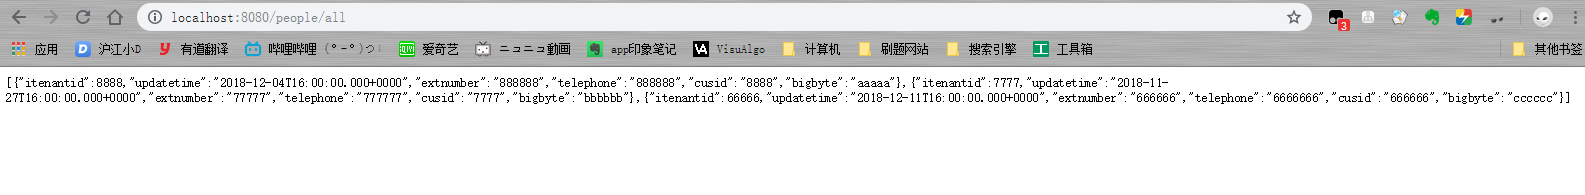 localhost:8080/people/all
3
应用 沪江小D 有道翻译 哔哩哔哩 (゜-゜)つ 爱奇艺 ニコニコ動画 app印象笔记 VisuAlgo 计算机 刷题网站 搜索引擎 工具箱 其他书签
[{"itenantid":8888,"updatetime":"2018-12-04T16:00:00.000+0000","extnumber":"888888","telephone":"888888","cusid":"8888","bigbyte":"aaaaa"},{"itenantid":7777,"updatetime":"2018-11-
27T16:00:00.000+0000","extnumber":"77777","telephone":"777777","cusid":"7777","bigbyte":"bbbbbb"},{"itenantid":66666,"updatetime":"2018-12-11T16:00:00.000+0000","extnumber":"666666","telephone":"6666666","cusid":"666666","bigbyte":"cccccc"}]